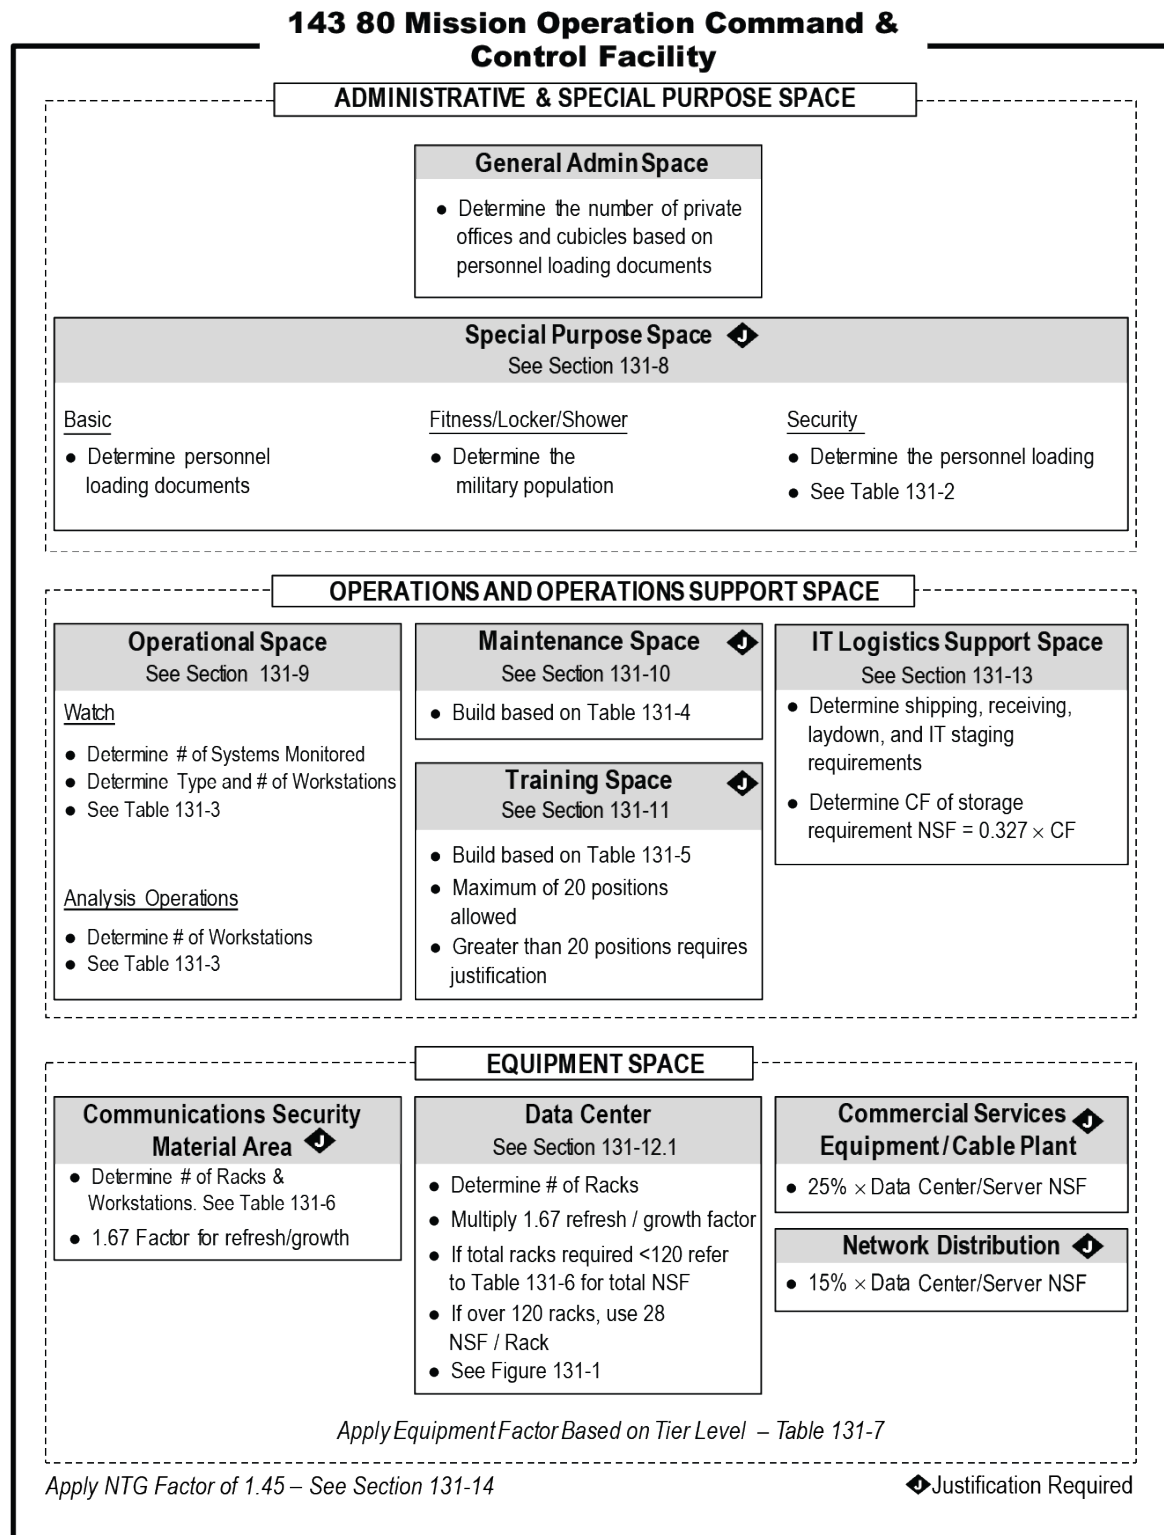 143 80 Mission Operation Command &
Control Facility
ADMINISTRATIVE & SPECIAL PURPOSE SPACE
General Admin Space
● Determine the number of private
offices and cubicles based on
personnel loading documents
Special Purpose Space J
See Section 131-8
Basic
● Determine personnel
loading documents
Fitness/Locker/Shower
● Determine the
military population
Security
● Determine the personnel loading
● See Table 131-2
OPERATIONS AND OPERATIONS SUPPORT SPACE
Operational Space
See Section 131-9
Watch
● Determine # of Systems Monitored
● Determine Type and # of Workstations
● See Table 131-3
Analysis Operations
● Determine # of Workstations
● See Table 131-3
Maintenance Space J
See Section 131-10
● Build based on Table 131-4
Training Space J
See Section 131-11
● Build based on Table 131-5
● Maximum of 20 positions
allowed
● Greater than 20 positions requires
justification
IT Logistics Support Space
See Section 131-13
● Determine shipping, receiving,
laydown, and IT staging
requirements
● Determine CF of storage
requirement NSF = 0.327 × CF
EQUIPMENT SPACE
Communications Security
Material Area J
● Determine # of Racks &
Workstations. See Table 131-6
● 1.67 Factor for refresh/growth
Data Center
See Section 131-12.1
● Determine # of Racks
● Multiply 1.67 refresh / growth factor
● If total racks required <120 refer
to Table 131-6 for total NSF
● If over 120 racks, use 28
NSF / Rack
● See Figure 131-1
Commercial Services J
Equipment / Cable Plant
● 25% × Data Center/Server NSF
Network Distribution J
● 15% × Data Center/Server NSF
Apply Equipment Factor Based on Tier Level – Table 131-7
Apply NTG Factor of 1.45 – See Section 131-14
J Justification Required